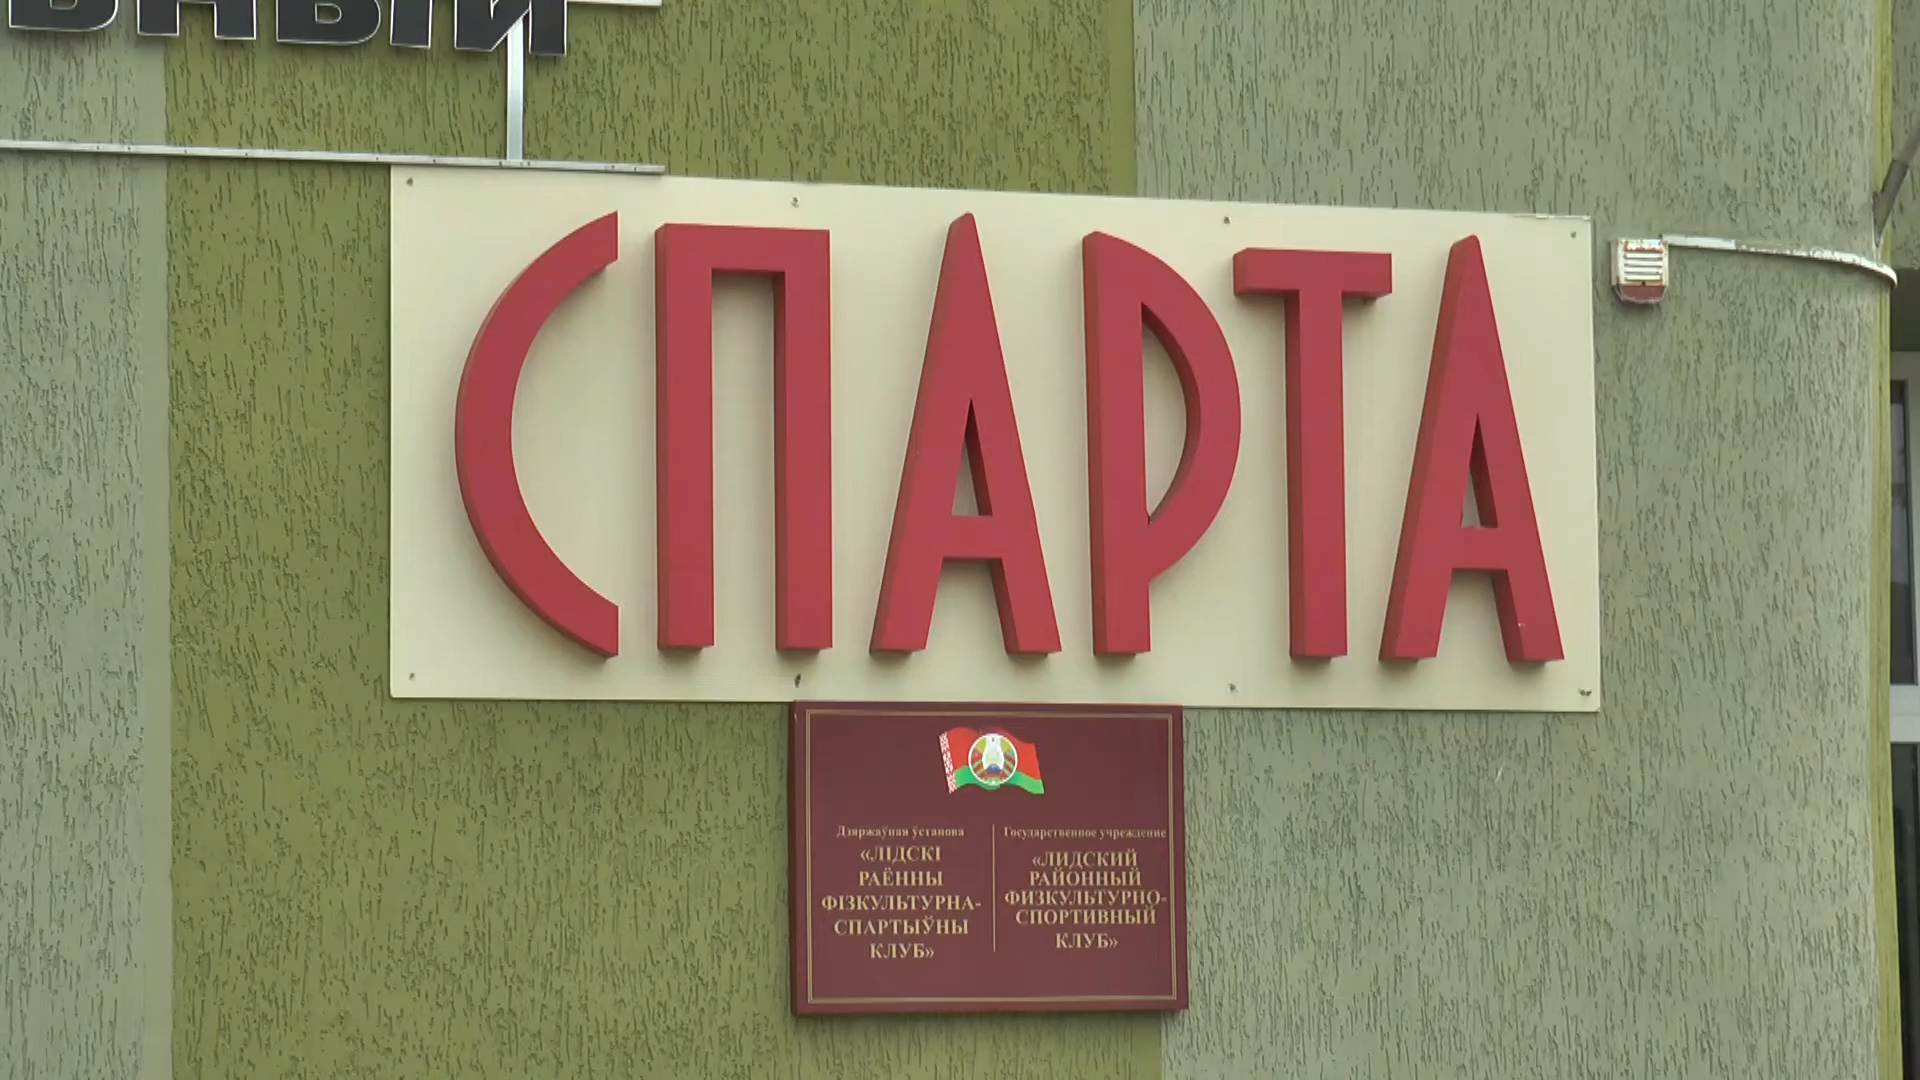 СПАРТА
Дзяржаўная ўстанова
«ЛІДСКІ
РАЁННЫ
ФІЗКУЛЬТУРНА-
СПАРТЫЎНЫ
КЛУБ»
Государственное учреждение
«ЛИДСКИЙ
РАЙОННЫЙ
ФИЗКУЛЬТУРНО-
СПОРТИВНЫЙ
КЛУБ»